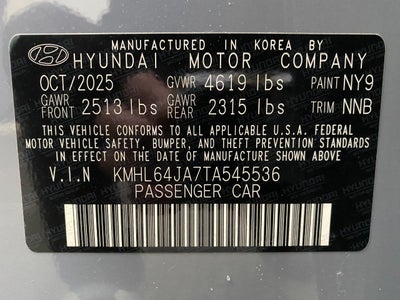 MANUFACTURED IN KOREA BY
HYUNDAI MOTOR COMPANY
OCT/2025 GVWR 4619 lbs PAINT NY9
GAWR FRONT 2513 lbs GAWR REAR 2315 lbs TRIM NNB
THIS VEHICLE CONFORMS TO ALL APPLICABLE U.S.A. FEDERAL
MOTOR VEHICLE SAFETY, BUMPER, AND THEFT PREVENTION STANDARDS
IN EFFECT ON THE DATE OF MANUFACTURE SHOWN ABOVE.
V.I.N KMHL64JA7TA545536
PASSENGER CAR